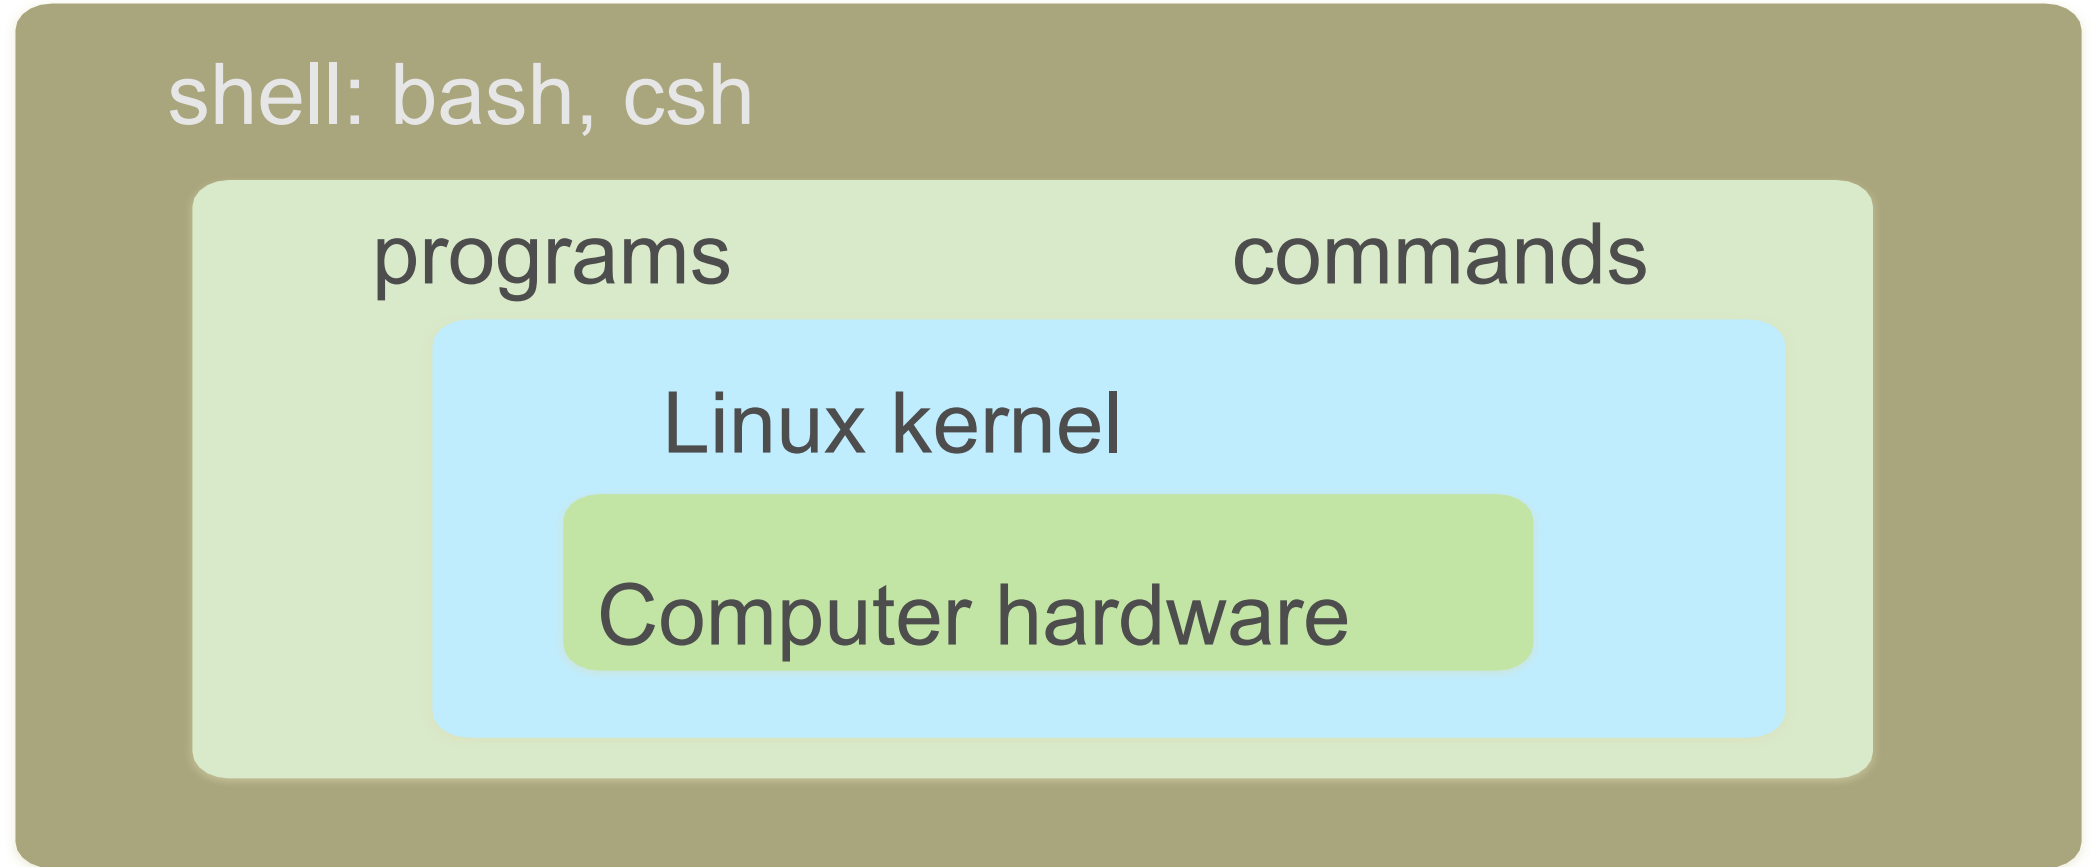 shell: bash, csh
programs commands
Linux kernel
Computer hardware